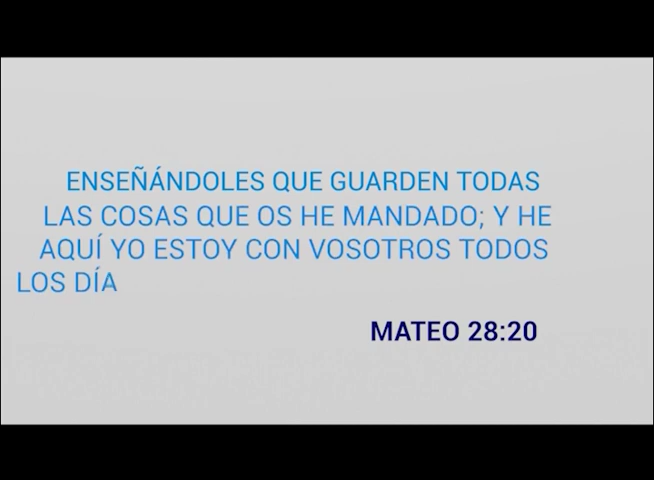 ENSEÑÁNDOLES QUE GUARDEN TODAS
LAS COSAS QUE OS HE MANDADO; Y HE
AQUÍ YO ESTOY CON VOSOTROS TODOS
LOS DÍA
MATEO 28:20